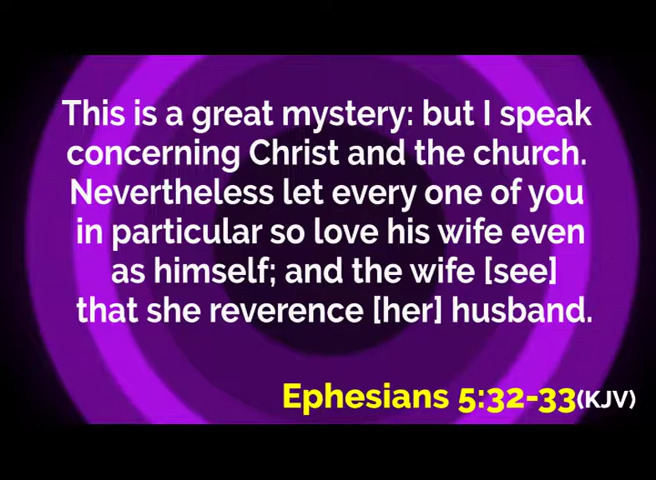 This is a great mystery: but I speak
concerning Christ and the church.
Nevertheless let every one of you
in particular so love his wife even
as himself; and the wife [see]
that she reverence [her] husband.
Ephesians 5:32-33(KJV)